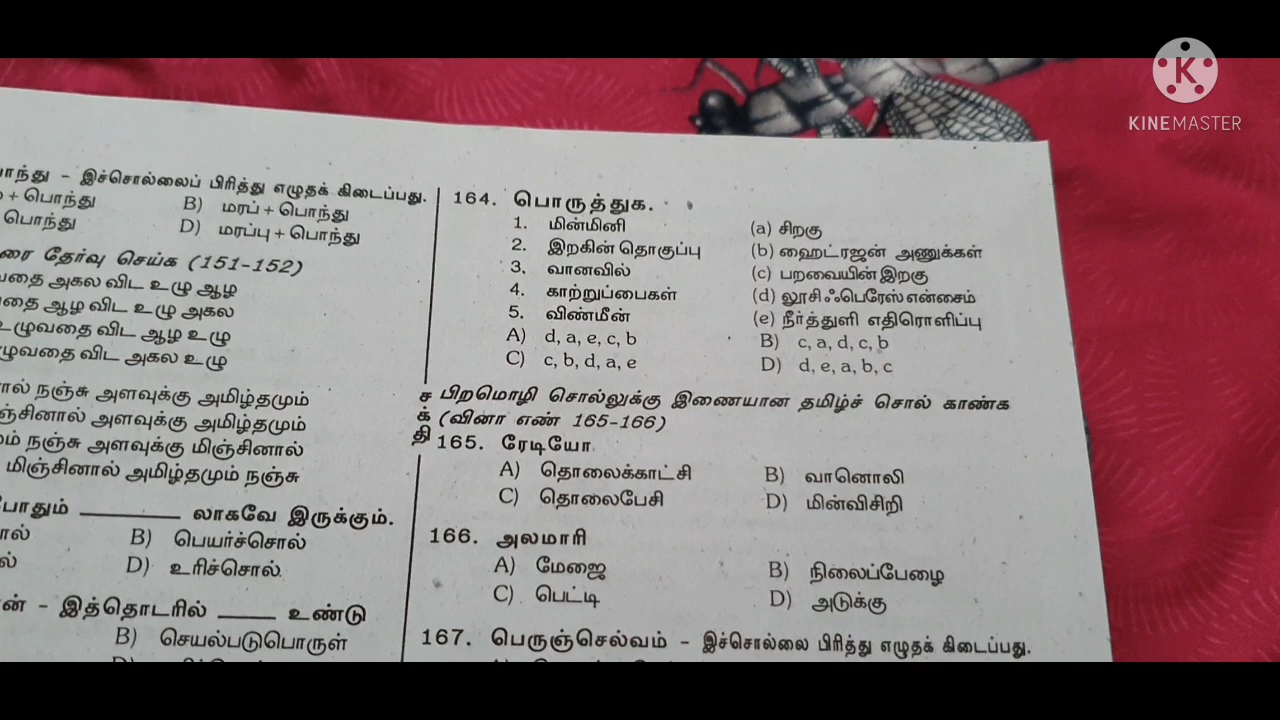 KINEMASTER
பொந்து - இச்சொல்லைப் பிரித்து எழுதக் கிடைப்பது.
+ பொந்து B) மரப் + பொந்து
பொந்து D) மரப்பு + பொந்து
தேர்வு செய்க (151-152)
அகல விட உழு ஆழ
ஆழ விட உழு அகல
உழுவதை விட ஆழ உழு
விட அகல உழு
நஞ்சு அளவுக்கு அமிழ்தமும்
அளவுக்கு அமிழ்தமும்
நஞ்சு அளவுக்கு மிஞ்சினால்
மிஞ்சினால் அமிழ்தமும் நஞ்சு
லாகவே இருக்கும்.
B) பெயர்ச்சொல்
D) உரிச்சொல்
- இத்தொடரில் ____ உண்டு
B) செயல்படுபொருள்
சக்தி
164. பொருத்துக.
1. மின்மினி (a) சிறகு
2. இறகின் தொகுப்பு (b) ஹைட்ரஜன் அணுக்கள்
3. வானவில் (c) பறவையின் இறகு
4. காற்றுப்பைகள் (d) லூசிஃபெரேஸ் என்சைம்
5. விண்மீன் (e) நீர்த்துளி எதிரொளிப்பு
A) d, a, e, c, b B) c, a, d, c, b
C) c, b, d, a, e D) d, e, a, b, c
பிறமொழி சொல்லுக்கு இணையான தமிழ்ச் சொல் காண்க
(வினா எண் 165-166)
165. ரேடியோ
A) தொலைக்காட்சி B) வானொலி
C) தொலைபேசி D) மின்விசிறி
166. அலமாரி
A) மேஜை B) நிலைப்பேழை
C) பெட்டி D) அடுக்கு
167. பெருஞ்செல்வம் - இச்சொல்லை பிரித்து எழுதக் கிடைப்பது.